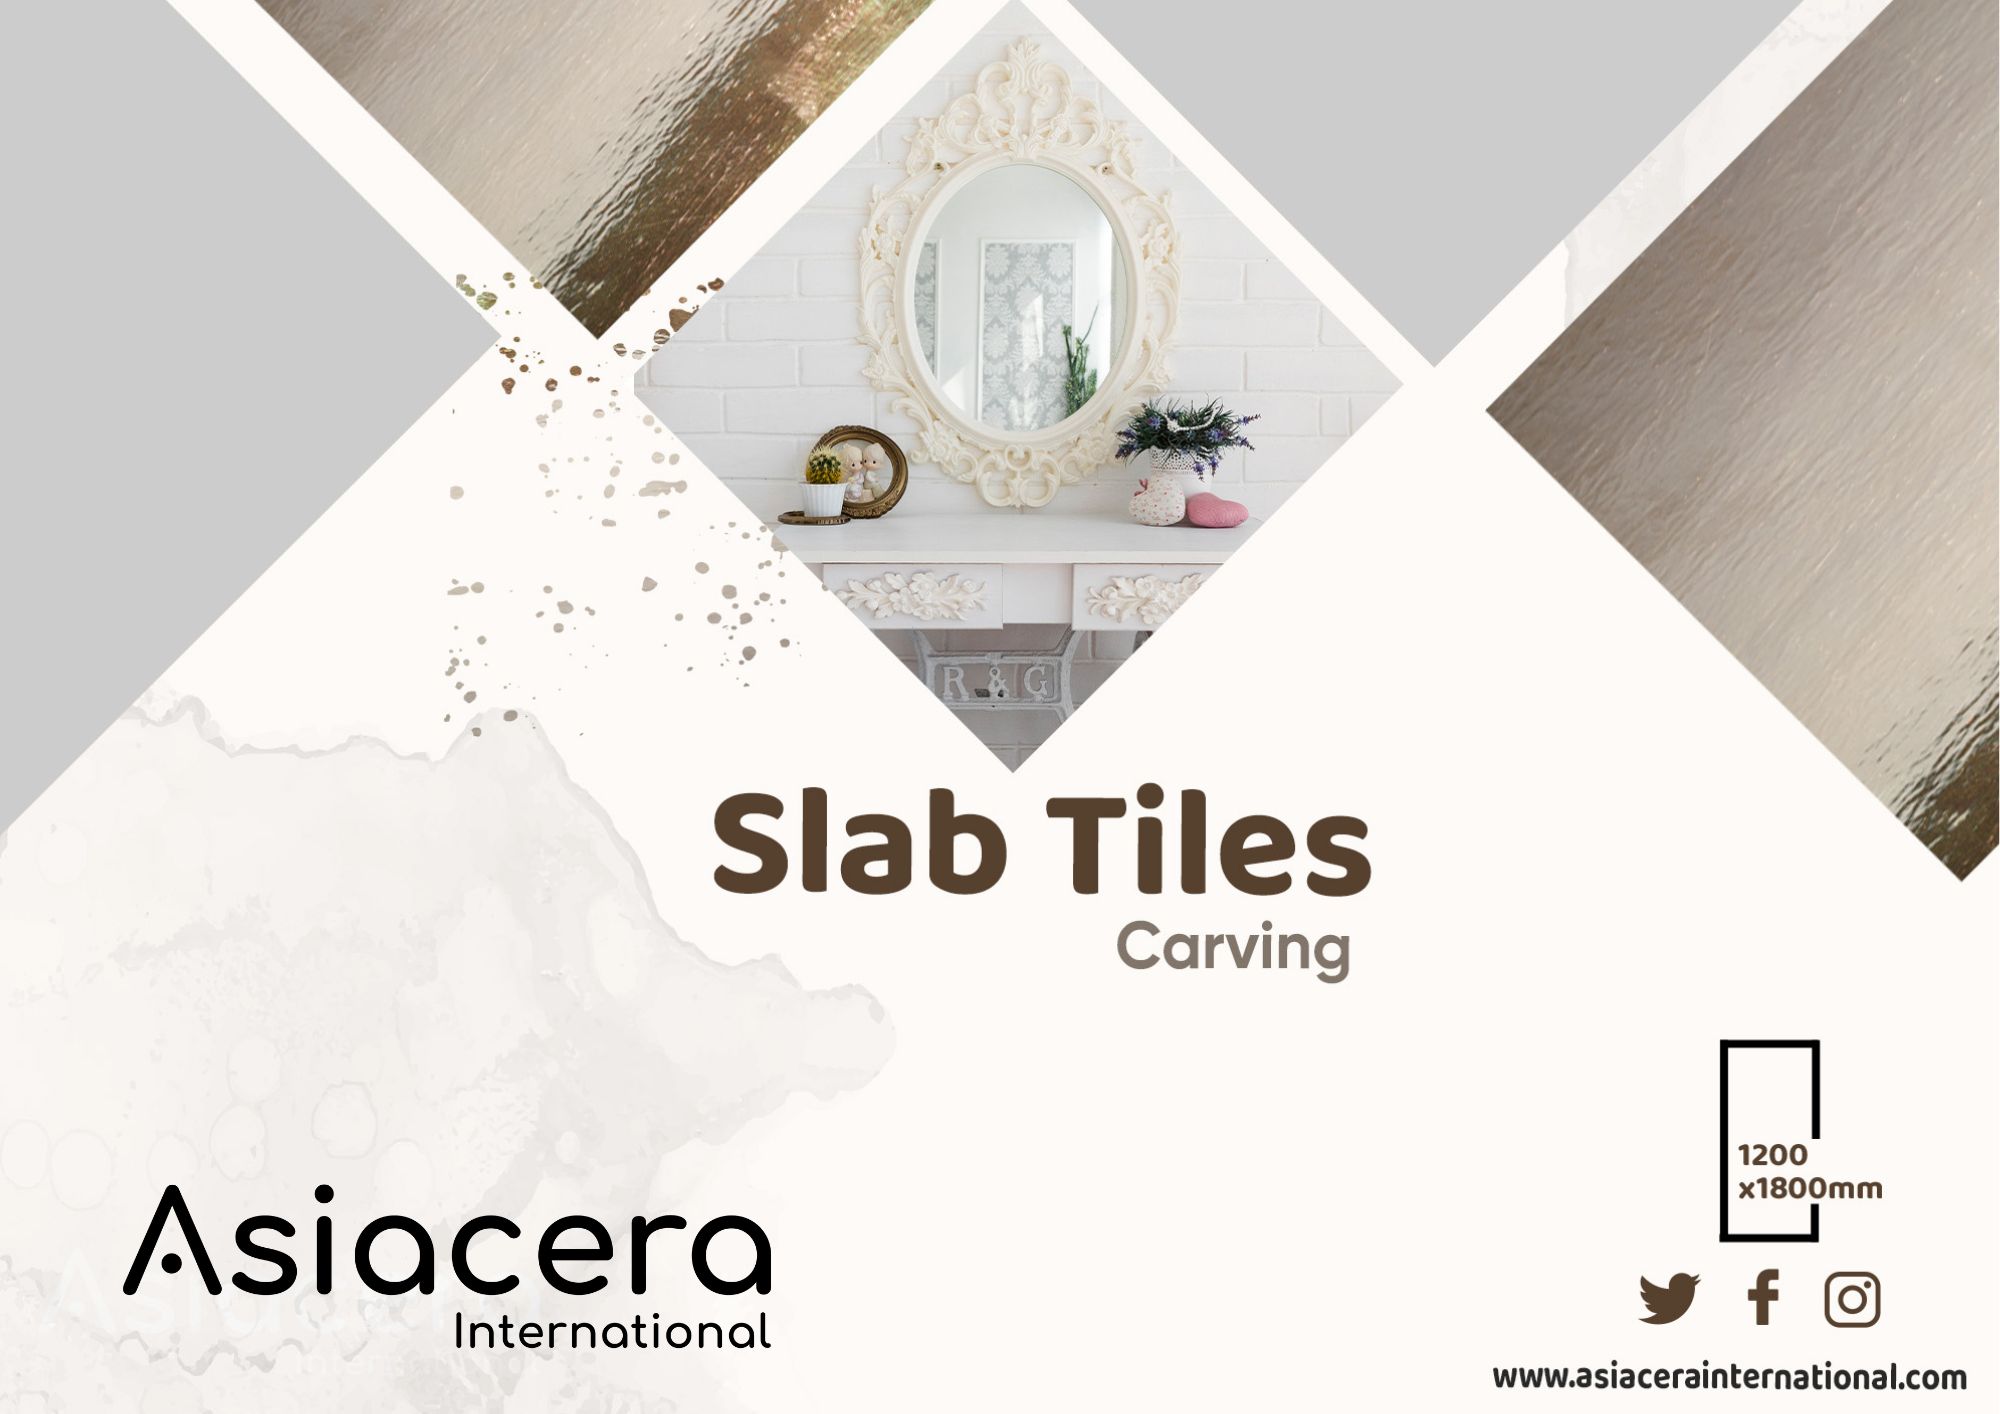 R & G
Slab Tiles
Carving
1200
x1800mm
Asiacera
International
www.asiacerainternational.com